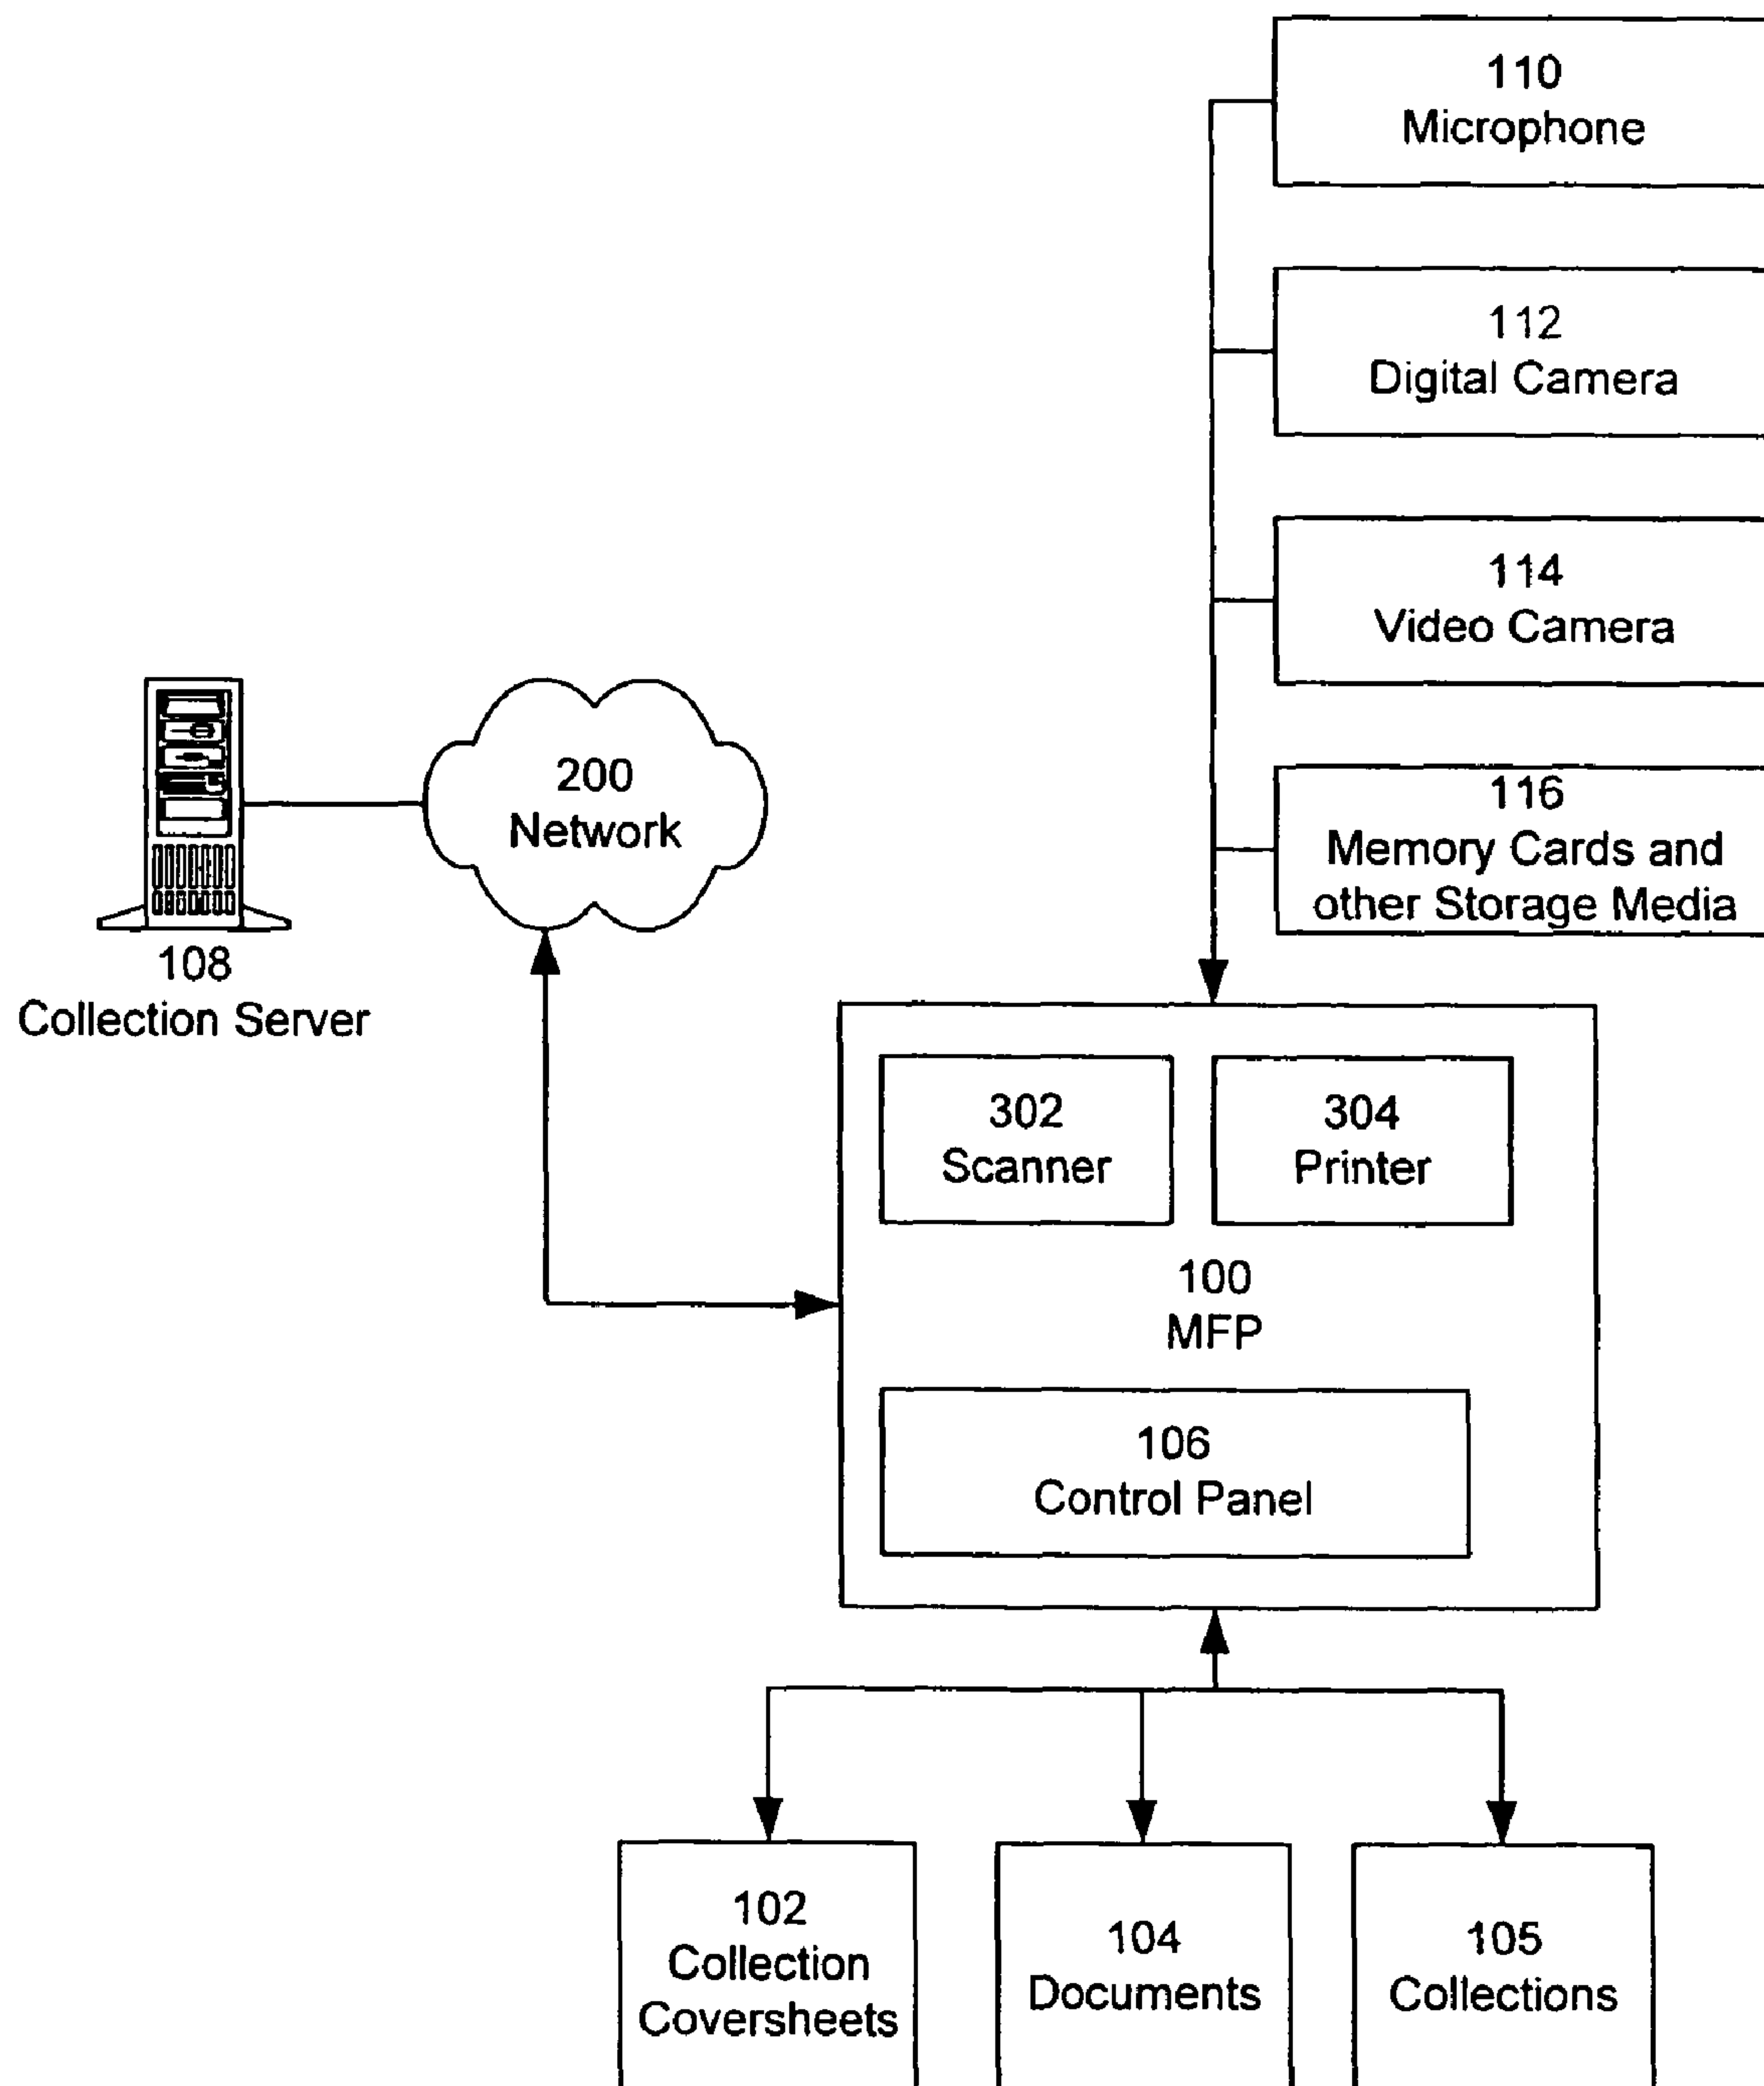 110
Microphone
112
Digital Camera
114
Video Camera
116
Memory Cards and
other Storage Media
200
Network
108
Collection Server
302
Scanner
304
Printer
100
MFP
106
Control Panel
102
Collection
Coversheets
104
Documents
105
Collections